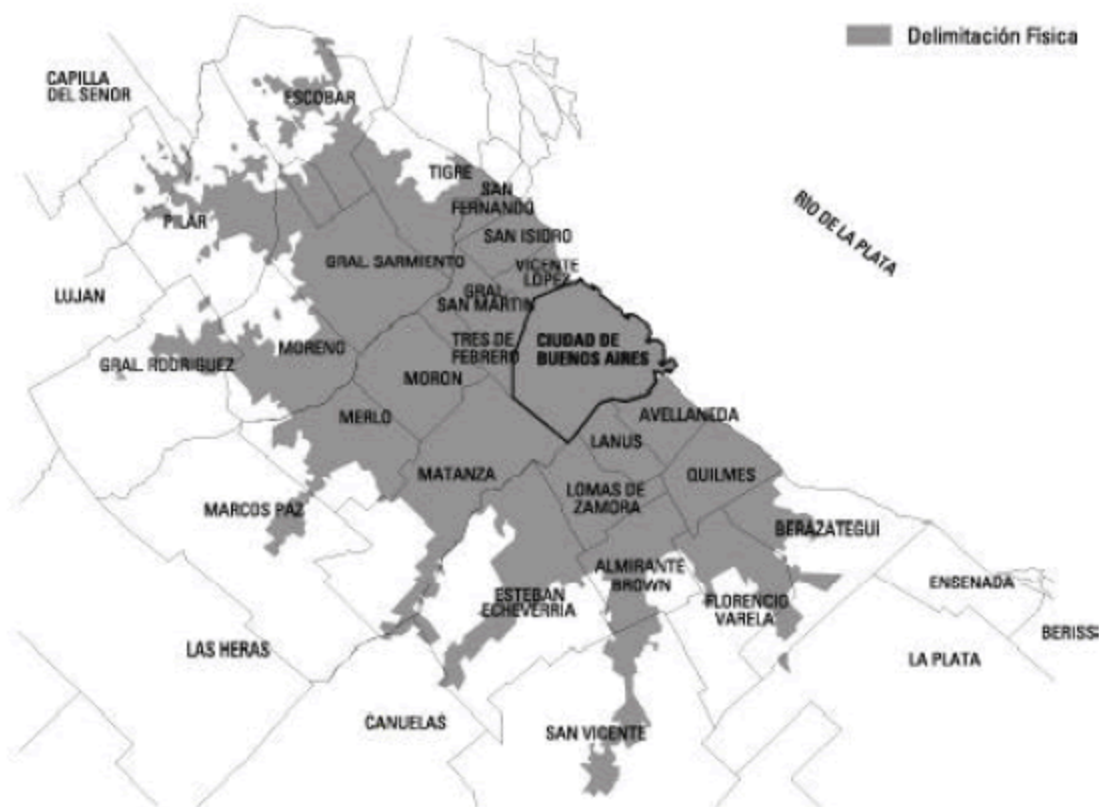 Delimitación Física
CAPILLA
DEL SENOR
ESCOBAR
TIGRE
SAN
FERNANDO
RIO DE LA PLATA
PILAR
SAN ISIDRO
GRAL. SARMIENTO
VICENTE
LOPEZ
LUJAN
GRAL.
SAN MARTIN
TRES DE
FEBRERO
CIUDAD DE
BUENOS AIRES
MORENO
GRAL. RODRIGUEZ
MORON
MERLO
AVELLANEDA
LANUS
MATANZA
QUILMES
LOMAS DE
ZAMORA
MARCOS PAZ
BERAZATEGUI
ALMIRANTE
BROWN
ESTEBAN
ECHEVERRIA
FLORENCIO
VARELA
ENSENADA
BERISS
LAS HERAS
LA PLATA
CANUELAS
SAN VICENTE